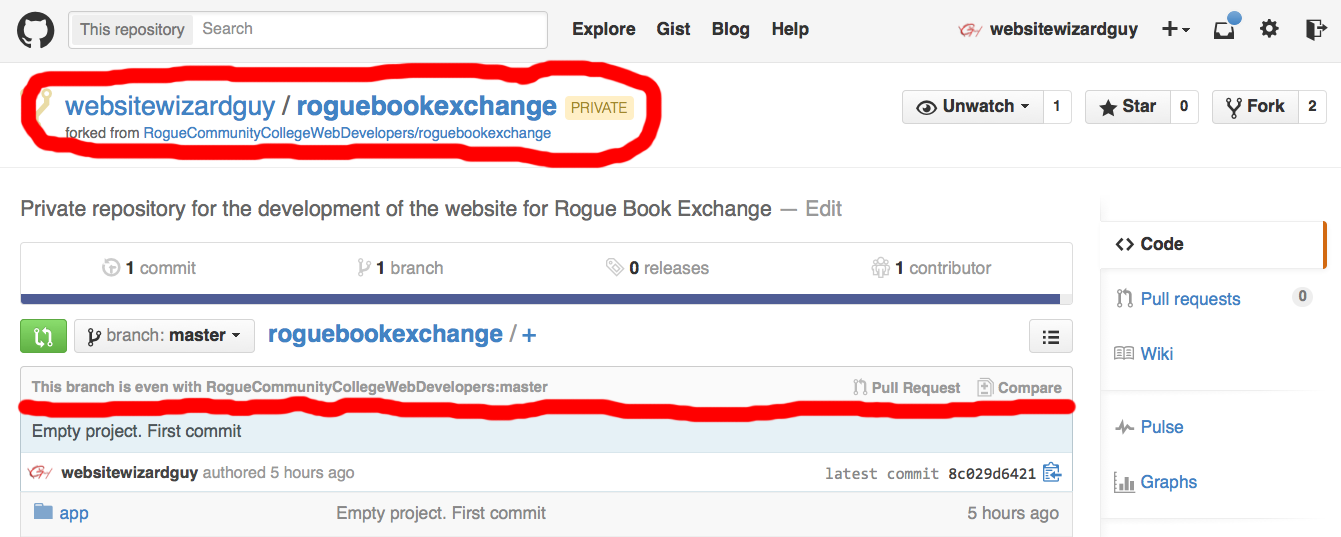 This repository Search Explore Gist Blog Help websitewizardguy
websitewizardguy / roguebookexchange PRIVATE
Unwatch 1 Star 0 Fork 2
forked from RogueCommunityCollegeWebDevelopers/roguebookexchange
Private repository for the development of the website for Rogue Book Exchange — Edit
1 commit 1 branch 0 releases 1 contributor
branch: master roguebookexchange / +
This branch is even with RogueCommunityCollegeWebDevelopers:master Pull Request Compare
Empty project. First commit
websitewizardguy authored 5 hours ago latest commit 8c029d6421
app Empty project. First commit 5 hours ago
Code
Pull requests 0
Wiki
Pulse
Graphs